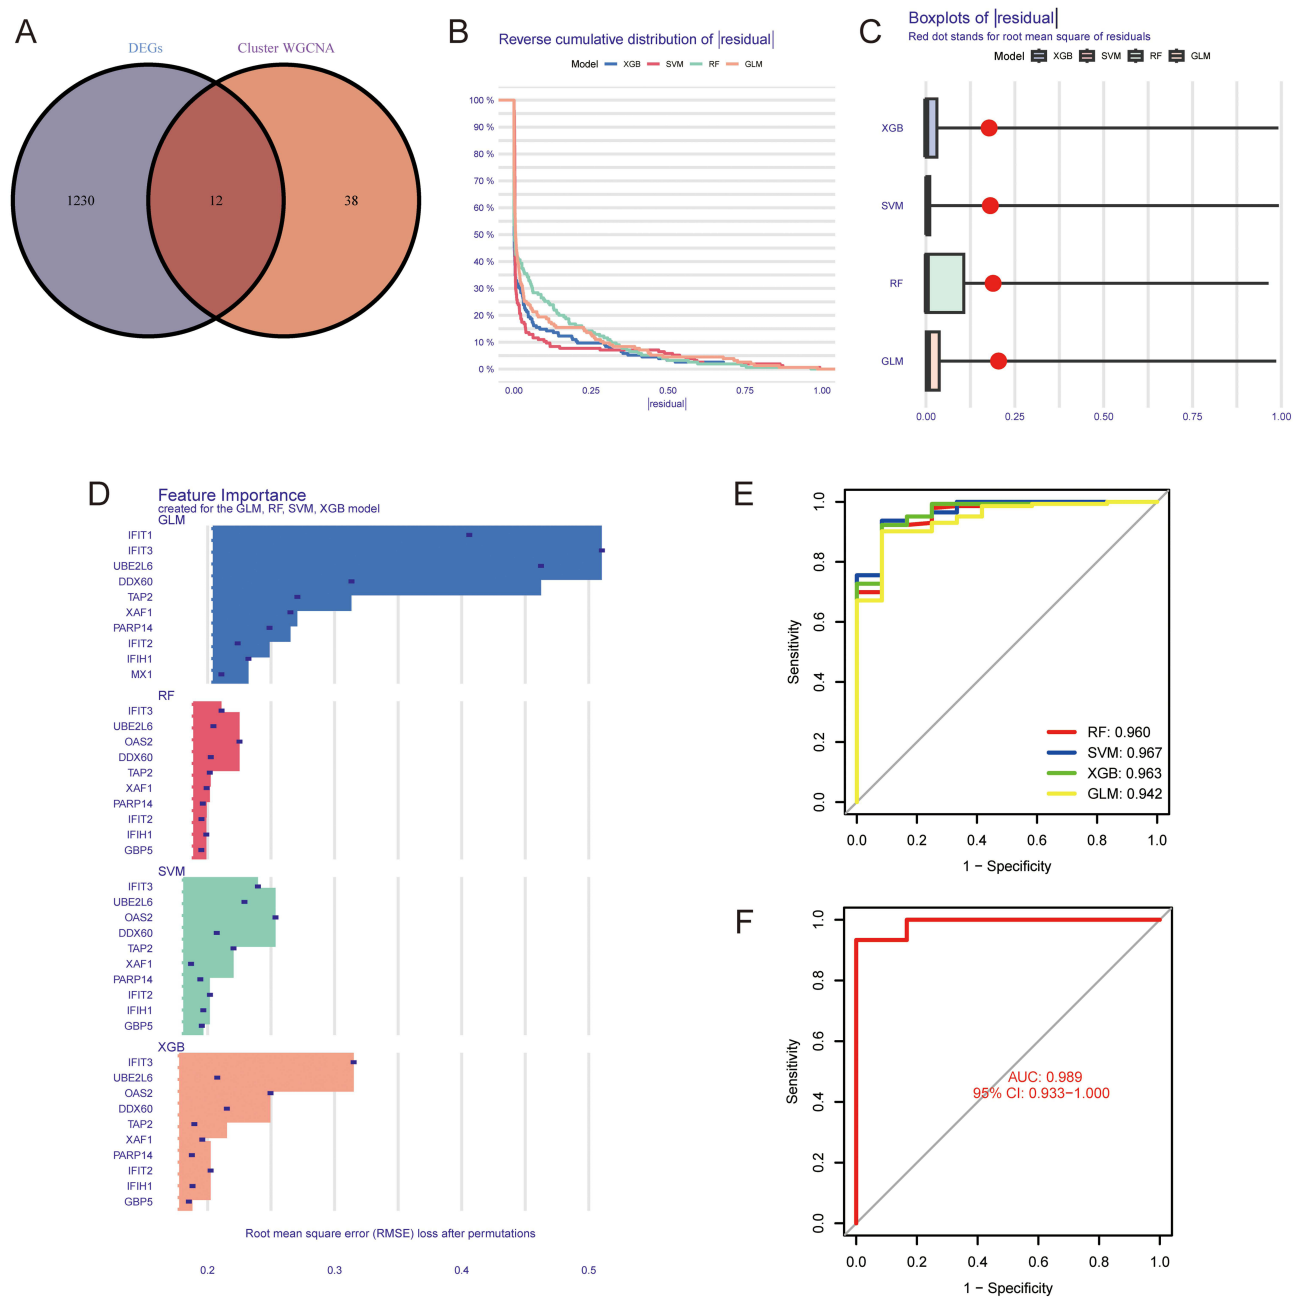 A
DEGs
Cluster WGCNA
1230
12
38
B
Reverse cumulative distribution of |residual|
Model XGB SVM RF GLM
100 %
90 %
80 %
70 %
60 %
50 %
40 %
30 %
20 %
10 %
0 %
0.00 0.25 0.50 0.75 1.00
|residual|
C
Boxplots of |residual|
Red dot stands for root mean square of residuals
Model XGB SVM RF GLM
XGB
SVM
RF
GLM
0.00 0.25 0.50 0.75 1.00
D
Feature Importance
created for the GLM, RF, SVM, XGB model
GLM
IFIT1
IFIT3
UBE2L6
DDX60
TAP2
XAF1
PARP14
IFIT2
IFIH1
MX1
RF
IFIT3
UBE2L6
OAS2
DDX60
TAP2
XAF1
PARP14
IFIT2
IFIH1
GBP5
SVM
IFIT3
UBE2L6
OAS2
DDX60
TAP2
XAF1
PARP14
IFIT2
IFIH1
GBP5
XGB
IFIT3
UBE2L6
OAS2
DDX60
TAP2
XAF1
PARP14
IFIT2
IFIH1
GBP5
Root mean square error (RMSE) loss after permutations
0.2 0.3 0.4 0.5
E
Sensitivity
1.0
0.8
0.6
0.4
0.2
0.0
RF: 0.960
SVM: 0.967
XGB: 0.963
GLM: 0.942
0.0 0.2 0.4 0.6 0.8 1.0
1 − Specificity
F
Sensitivity
1.0
0.8
0.6
0.4
0.2
0.0
AUC: 0.989
95% CI: 0.933−1.000
0.0 0.2 0.4 0.6 0.8 1.0
1 − Specificity